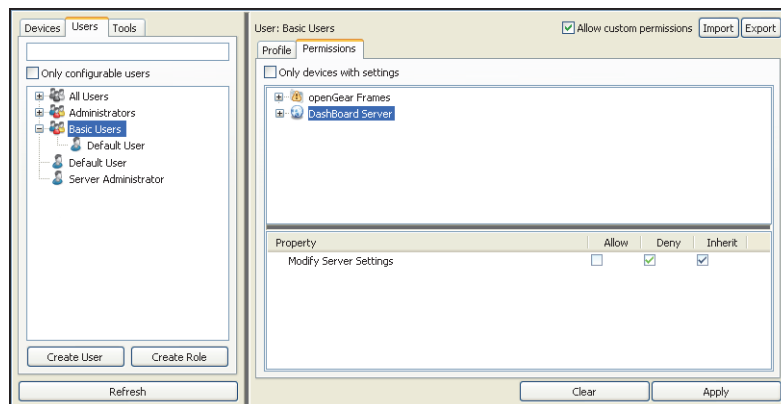 Devices Users Tools
Only configurable users
All Users
Administrators
Basic Users
Default User
Default User
Server Administrator
Create User Create Role
Refresh
User: Basic Users Allow custom permissions Import Export
Profile Permissions
Only devices with settings
openGear Frames
DashBoard Server
Property Allow Deny Inherit
Modify Server Settings
Clear Apply